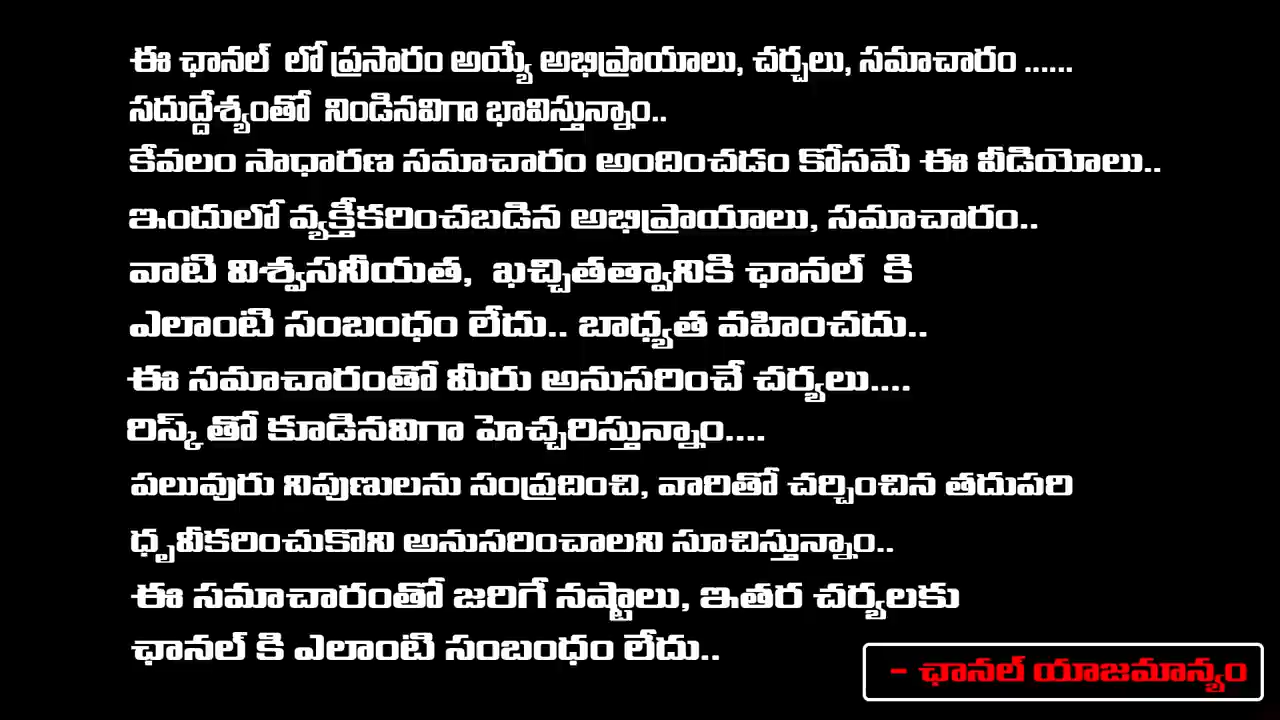 ఈ ఛానల్ లో ప్రసారం అయ్యే అభిప్రాయాలు, చర్చలు, సమాచారం ......
సదుద్దేశ్యంతో నిండినవిగా భావిస్తున్నాం..
కేవలం సాధారణ సమాచారం అందించడం కోసమే ఈ వీడియోలు..
ఇందులో వ్యక్తీకరించబడిన అభిప్రాయాలు, సమాచారం..
వాటి విశ్వసనీయత, ఖచ్చితత్వానికి ఛానల్ కి
ఎలాంటి సంబంధం లేదు.. బాధ్యత వహించదు..
ఈ సమాచారంతో మీరు అనుసరించే చర్యలు....
రిస్క్ తో కూడినవిగా హెచ్చరిస్తున్నాం....
పలువురు నిపుణులను సంప్రదించి, వారితో చర్చించిన తదుపరి
ధృవీకరించుకొని అనుసరించాలని సూచిస్తున్నాం..
ఈ సమాచారంతో జరిగే నష్టాలు, ఇతర చర్యలకు
ఛానల్ కి ఎలాంటి సంబంధం లేదు..
- ఛానల్ యాజమాన్యం